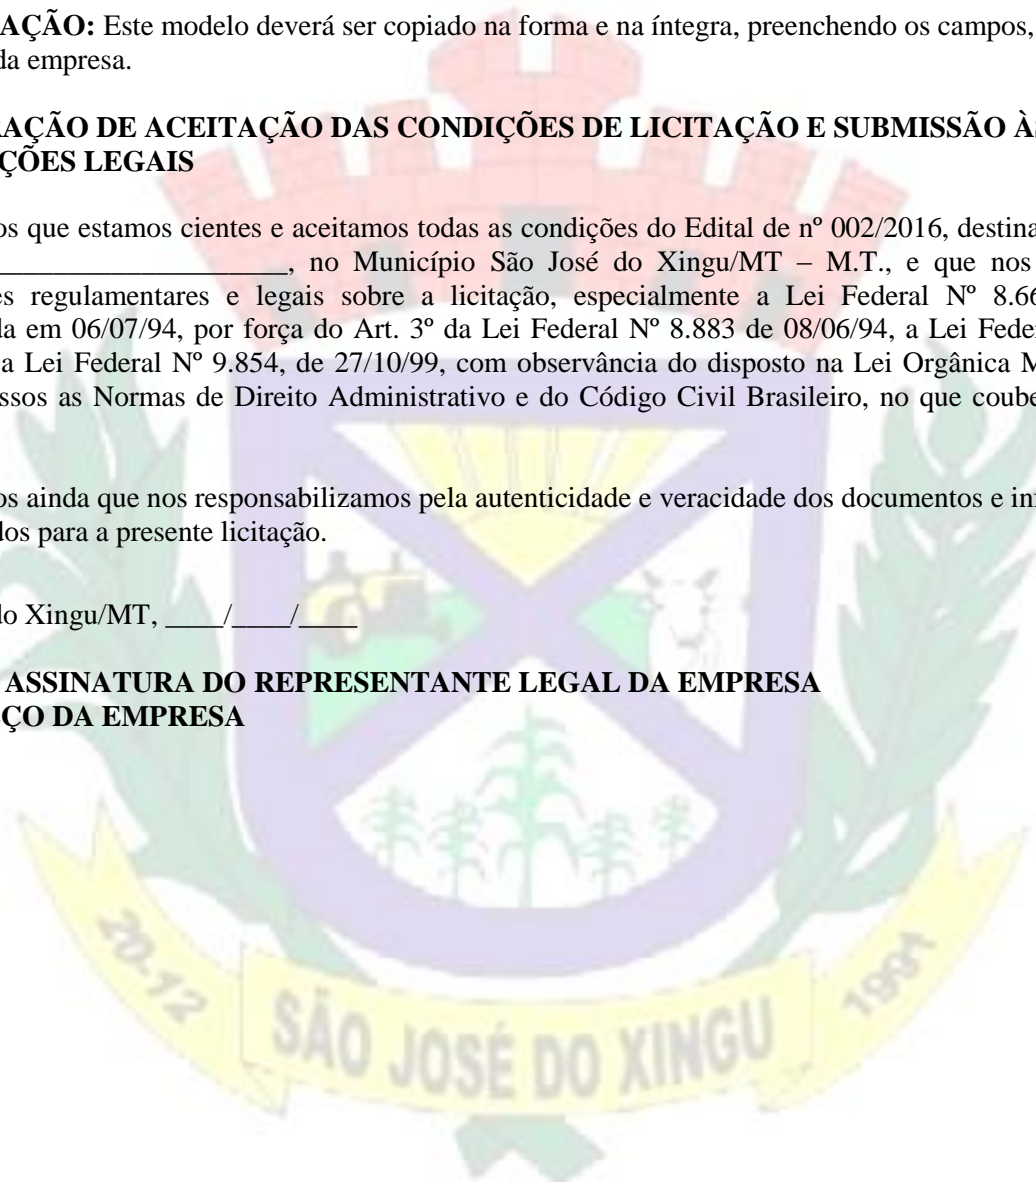 AÇÃO: Este modelo deverá ser copiado na forma e na íntegra, preenchendo os campos,
da empresa.
RAÇÃO DE ACEITAÇÃO DAS CONDIÇÕES DE LICITAÇÃO E SUBMISSÃO À
ÇÕES LEGAIS
os que estamos cientes e aceitamos todas as condições do Edital de nº 002/2016, destina
____________________, no Município São José do Xingu/MT – M.T., e que nos
es regulamentares e legais sobre a licitação, especialmente a Lei Federal Nº 8.66
da em 06/07/94, por força do Art. 3º da Lei Federal Nº 8.883 de 08/06/94, a Lei Feder
a Lei Federal Nº 9.854, de 27/10/99, com observância do disposto na Lei Orgânica M
ssos as Normas de Direito Administrativo e do Código Civil Brasileiro, no que coube
os ainda que nos responsabilizamos pela autenticidade e veracidade dos documentos e in
dos para a presente licitação.
do Xingu/MT, ____/____/____
ASSINATURA DO REPRESENTANTE LEGAL DA EMPRESA
ÇO DA EMPRESA
20-12
SÃO JOSÉ DO XINGU
1991